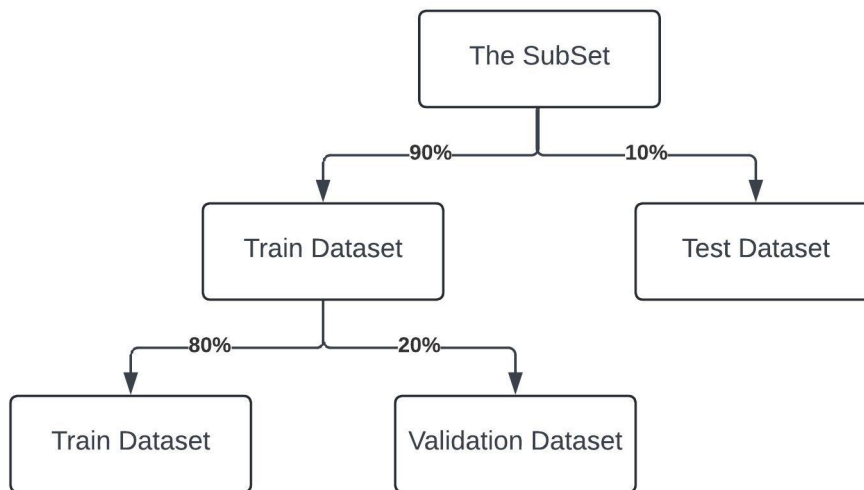 The SubSet
90%
10%
Train Dataset
Test Dataset
80%
20%
Train Dataset
Validation Dataset